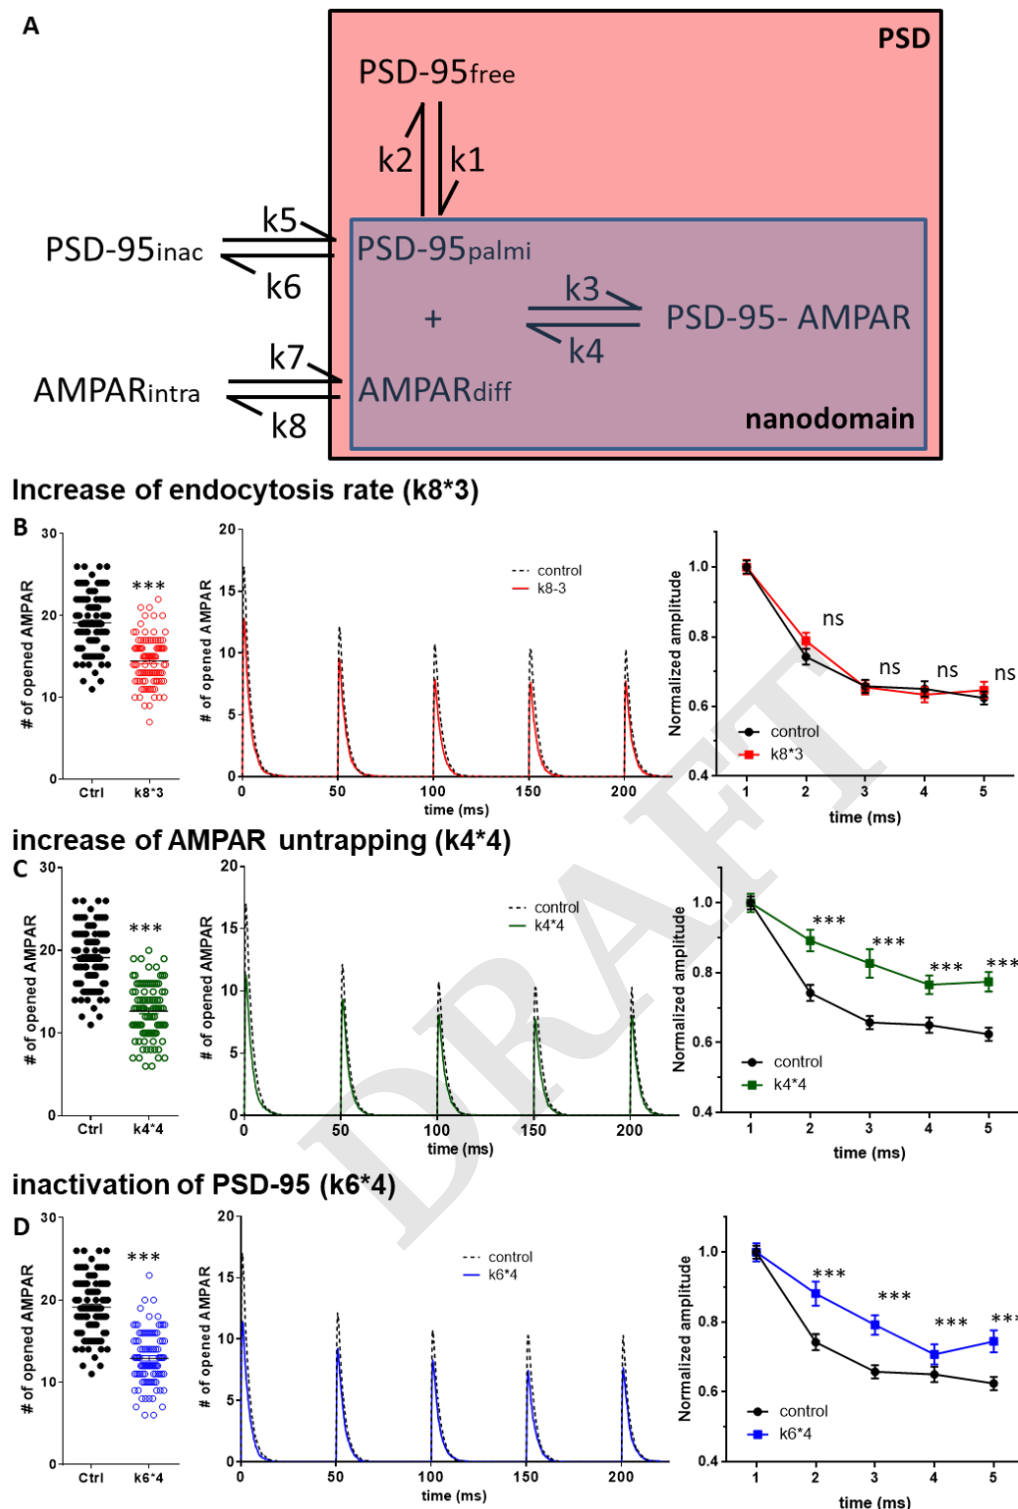 A
PSD
PSD-95free
k2
k1
k5
PSD-95inac
PSD-95palmi
k6
k3
+
PSD-95- AMPAR
k4
k7
AMPARintra
AMPARdiff
k8
nanodomain
Increase of endocytosis rate (k8*3)
B
30
20
10
0
# of opened AMPAR
***
Ctrl
k8*3
20
15
10
5
0
# of opened AMPAR
control
k8-3
0
50
100
150
200
time (ms)
1.0
0.8
0.6
0.4
Normalized amplitude
ns
ns
ns
ns
control
k8*3
1
2
3
4
5
time (ms)
increase of AMPAR untrapping (k4*4)
C
30
20
10
0
# of opened AMPAR
***
Ctrl
k4*4
20
15
10
5
0
# of opened AMPAR
control
k4*4
0
50
100
150
200
time (ms)
1.0
0.8
0.6
0.4
Normalized amplitude
***
***
***
***
control
k4*4
1
2
3
4
5
time (ms)
inactivation of PSD-95 (k6*4)
D
30
20
10
0
# of opened AMPAR
***
Ctrl
k6*4
20
15
10
5
0
# of opened AMPAR
control
k6*4
0
50
100
150
200
time (ms)
1.0
0.8
0.6
0.4
Normalized amplitude
***
***
***
***
control
k6*4
1
2
3
4
5
time (ms)
DRAFT